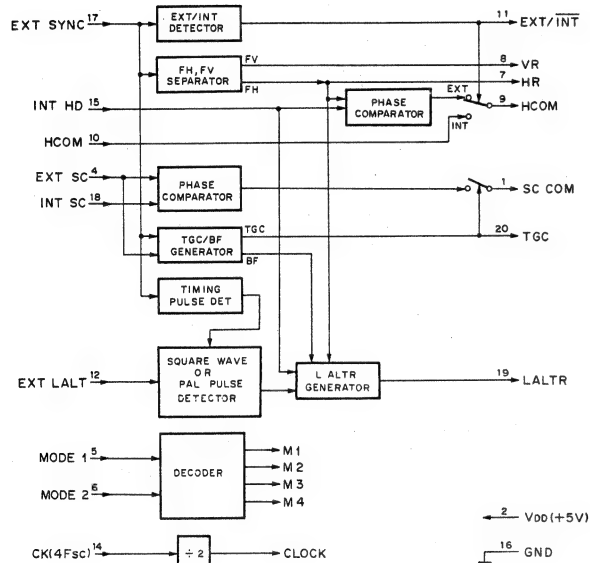 EXT SYNC 17
EXT/INT
DETECTOR
11 EXT/INT
FH, FV
SEPARATOR
FV
FH
8 VR
7 HR
INT HD 15
PHASE
COMPARATOR
EXT
INT
9 HCOM
HCOM 10
EXT SC 4
INT SC 18
PHASE
COMPARATOR
1 SC COM
TGC/BF
GENERATOR
TGC
BF
20 TGC
TIMING
PULSE DET
EXT LALT 12
SQUARE WAVE
OR
PAL PULSE
DETECTOR
L ALTR
GENERATOR
19 LALTR
MODE 1 5
MODE 2 6
DECODER
M1
M2
M3
M4
2 VDD (+5V)
CK(4Fsc) 14
÷ 2
CLOCK
16 GND